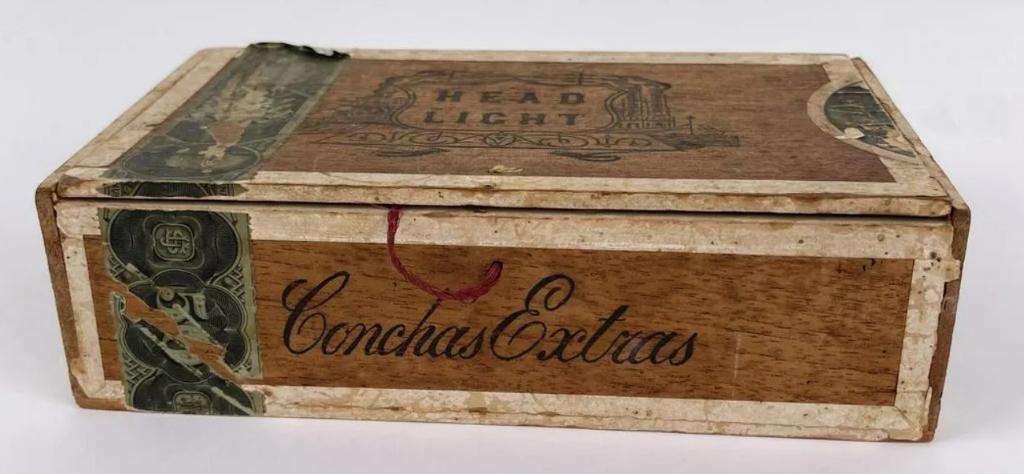 HEAD
LIGHT
Conchas Extras